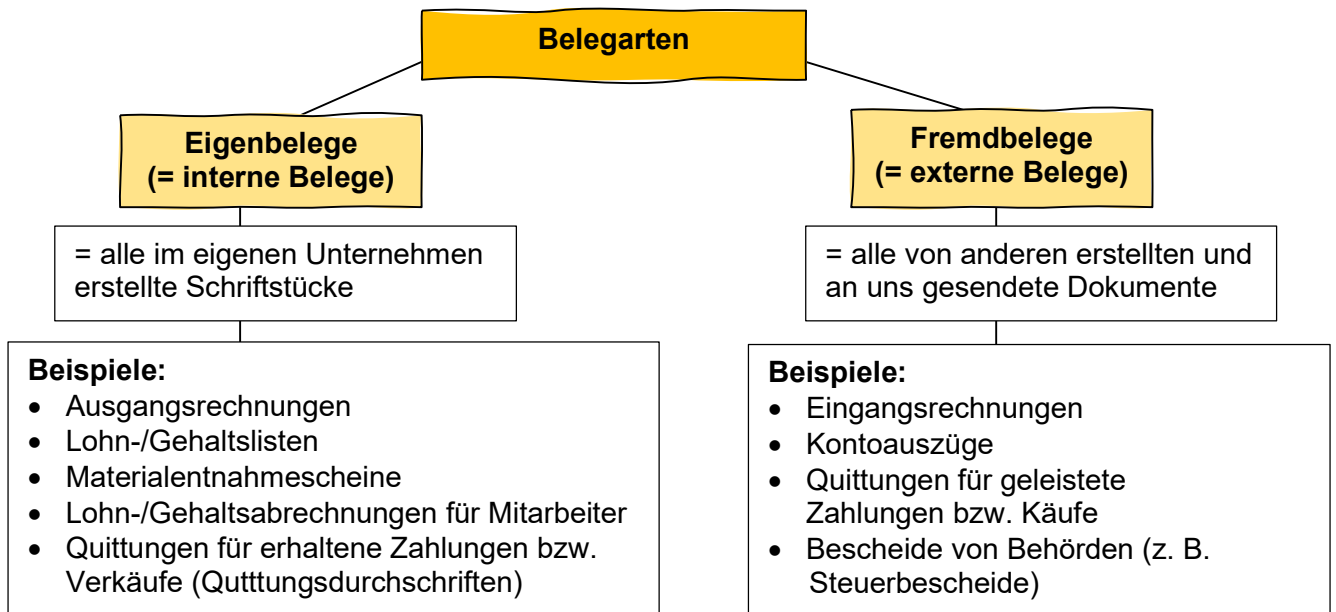 Belegarten
Eigenbelege
(= interne Belege)
= alle im eigenen Unternehmen
erstellte Schriftstücke
Beispiele:
• Ausgangsrechnungen
• Lohn-/Gehaltslisten
• Materialentnahmescheine
• Lohn-/Gehaltsabrechnungen für Mitarbeiter
• Quittungen für erhaltene Zahlungen bzw.
Verkäufe (Qutttungsdurchschriften)
Fremdbelege
(= externe Belege)
= alle von anderen erstellten und
an uns gesendete Dokumente
Beispiele:
• Eingangsrechnungen
• Kontoauszüge
• Quittungen für geleistete
Zahlungen bzw. Käufe
• Bescheide von Behörden (z. B.
Steuerbescheide)